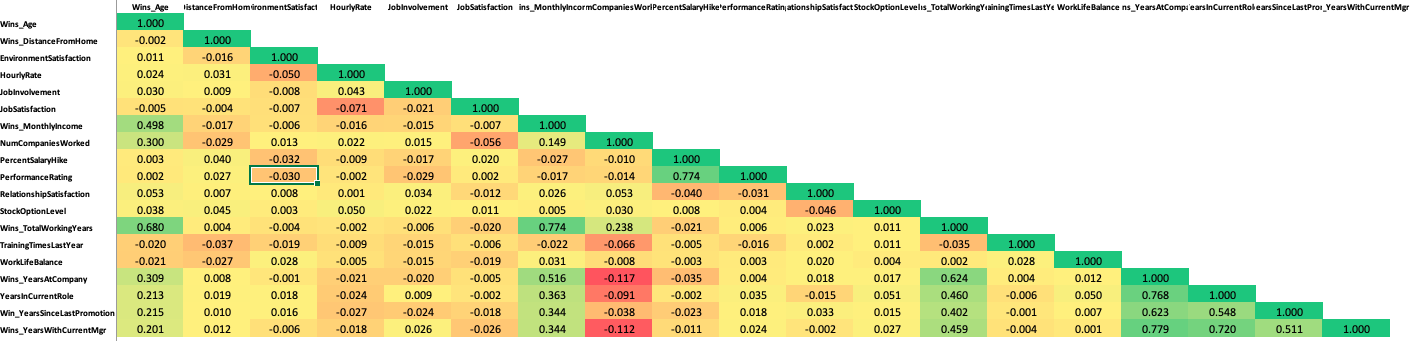 Wins_Age DistanceFromHom ironmentSatisfact HourlyRate JobInvolvement JobSatisfaction ins_MonthlyIncom mCompaniesWor PercentSalaryHike PerformanceRatin ationshipSatisfact StockOptionLevel s_TotalWorkingY rainingTimesLastYe WorkLifeBalance ns_YearsAtCompa earsInCurrentRol earsSinceLastPror _YearsWithCurrentMgr
Wins_Age 1.000
Wins_DistanceFromHome -0.002 1.000
EnvironmentSatisfaction 0.011 -0.016 1.000
HourlyRate 0.024 0.031 -0.050 1.000
JobInvolvement 0.030 0.009 -0.008 0.043 1.000
JobSatisfaction -0.005 -0.004 -0.007 -0.071 -0.021 1.000
Wins_MonthlyIncome 0.498 -0.017 -0.006 -0.016 -0.015 -0.007 1.000
NumCompaniesWorked 0.300 -0.029 0.013 0.022 0.015 -0.056 0.149 1.000
PercentSalaryHike 0.003 0.040 -0.032 -0.009 -0.017 0.020 -0.027 -0.010 1.000
PerformanceRating 0.002 0.027 -0.030 -0.002 -0.029 0.002 -0.017 -0.014 0.774 1.000
RelationshipSatisfaction 0.053 0.007 0.008 0.001 0.034 -0.012 0.026 0.053 -0.040 -0.031 1.000
StockOptionLevel 0.038 0.045 0.003 0.050 0.022 0.011 0.005 0.030 0.008 0.004 -0.046 1.000
Wins_TotalWorkingYears 0.680 0.004 -0.004 -0.002 -0.006 -0.020 0.774 0.238 -0.021 0.006 0.023 0.011 1.000
TrainingTimesLastYear -0.020 -0.037 -0.019 -0.009 -0.015 -0.006 -0.022 -0.066 -0.005 -0.016 0.002 0.011 -0.035 1.000
WorkLifeBalance -0.021 -0.027 0.028 -0.005 -0.015 -0.019 0.031 -0.008 -0.003 0.003 0.020 0.004 0.002 0.028 1.000
Wins_YearsAtCompany 0.309 0.008 -0.001 -0.021 -0.020 -0.005 0.516 -0.117 -0.035 0.004 0.018 0.017 0.624 0.004 0.012 1.000
YearsInCurrentRole 0.213 0.019 0.018 -0.024 0.009 -0.002 0.363 -0.091 -0.002 0.035 -0.015 0.051 0.460 -0.006 0.050 0.768 1.000
Win_YearsSinceLastPromotion 0.215 0.010 0.016 -0.027 -0.024 -0.018 0.344 -0.038 -0.023 0.018 0.033 0.015 0.402 -0.001 0.007 0.623 0.548 1.000
Wins_YearsWithCurrentMgr 0.201 0.012 -0.006 -0.018 0.026 -0.026 0.344 -0.112 -0.011 0.024 -0.002 0.027 0.459 -0.004 0.001 0.779 0.720 0.511 1.000